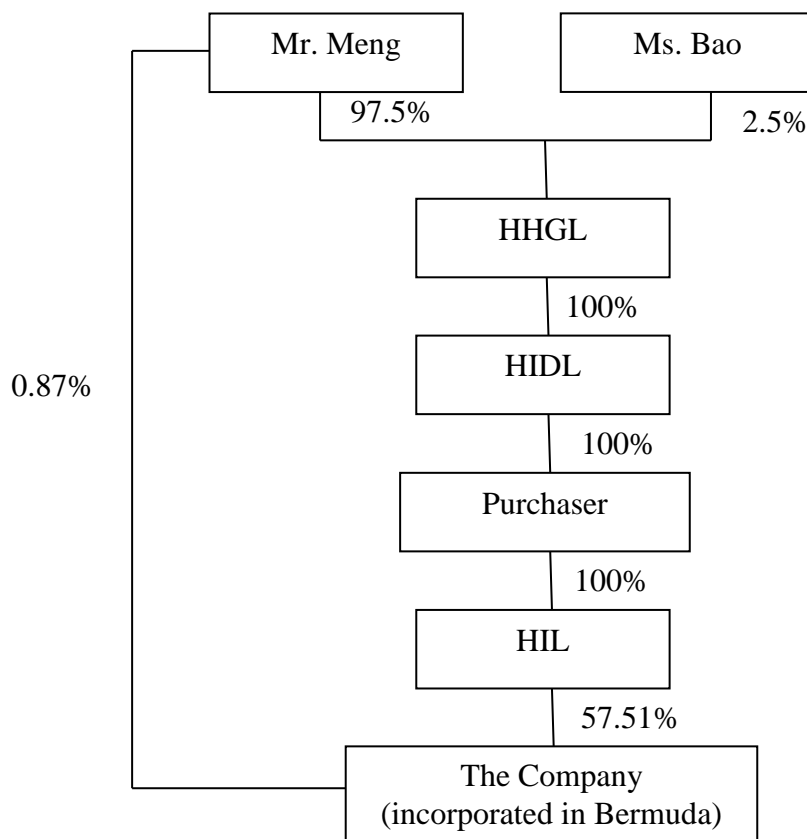 Mr. Meng
Ms. Bao
97.5%
2.5%
HHGL
100%
HIDL
0.87%
100%
Purchaser
100%
HIL
57.51%
The Company
(incorporated in Bermuda)